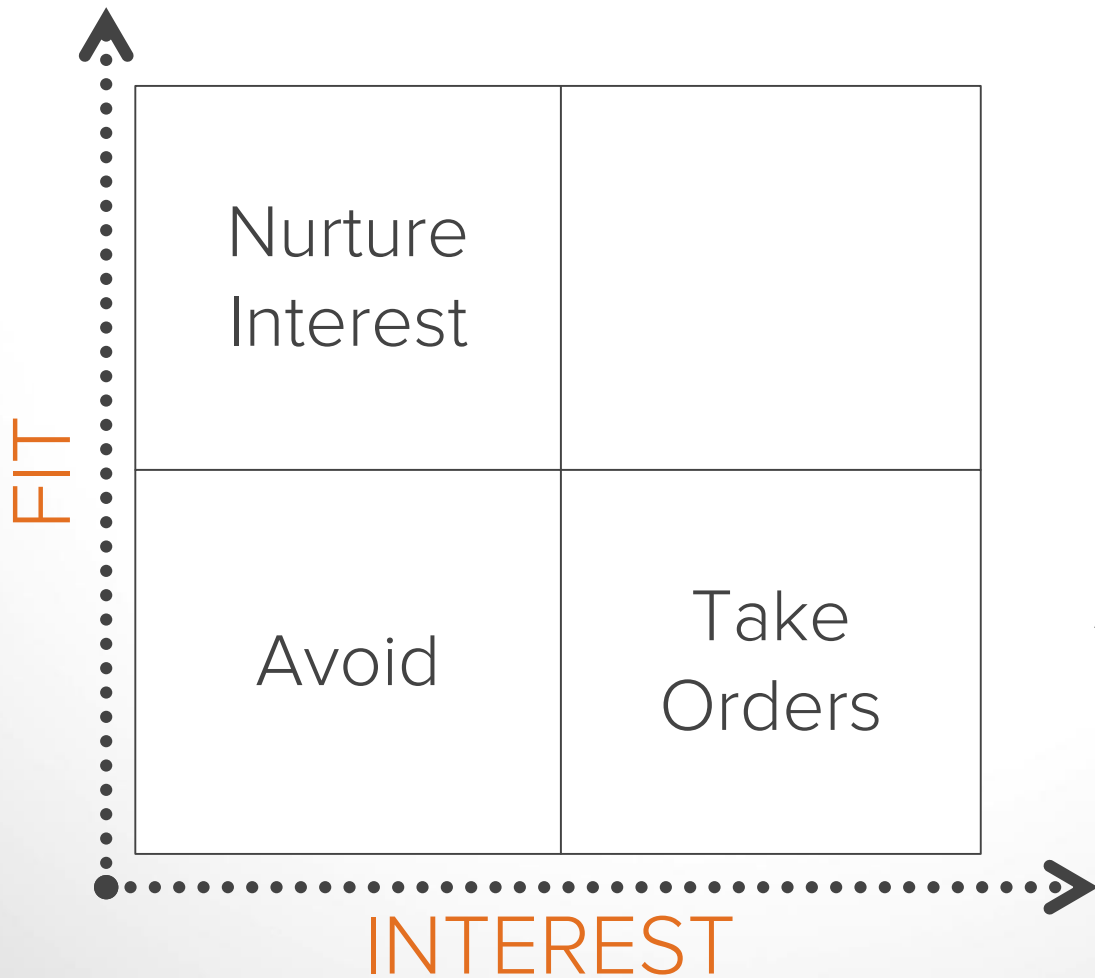 Nurture
Interest
FIT
Avoid
Take
Orders
INTEREST